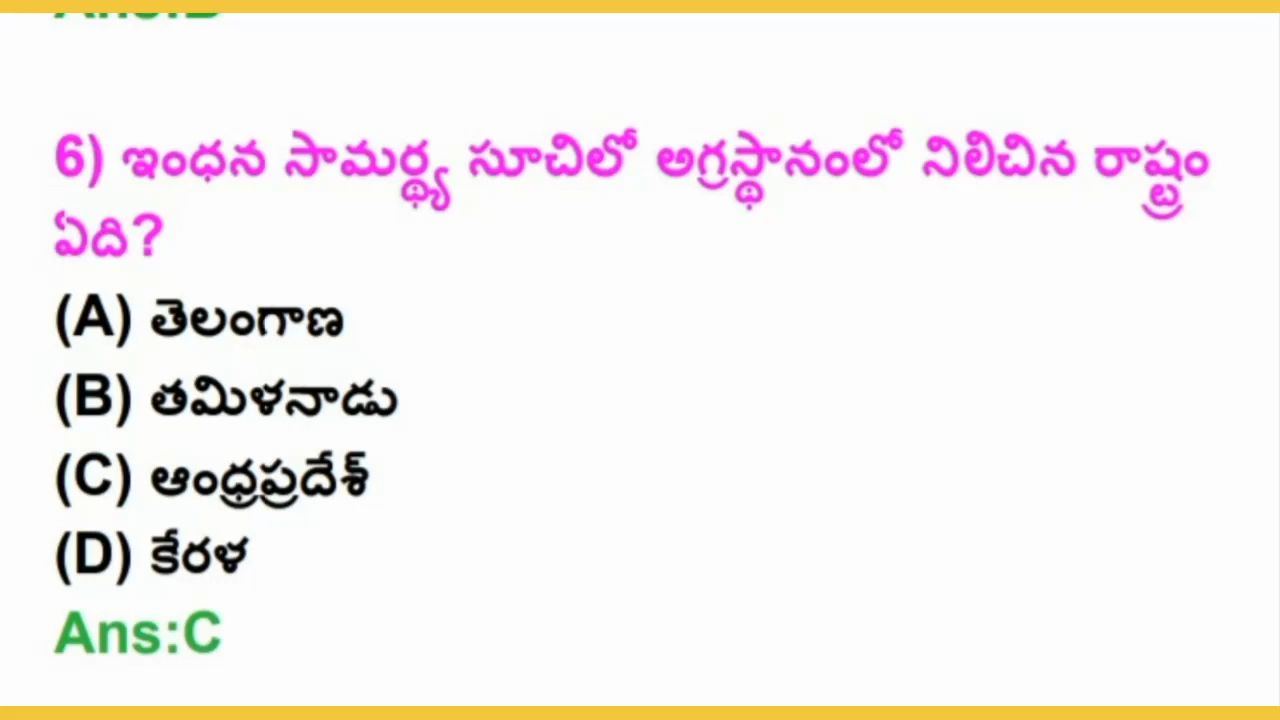 6) ఇంధన సామర్థ్య సూచిలో అగ్రస్థానంలో నిలిచిన రాష్ట్రం
ఏది?
(A) తెలంగాణ
(B) తమిళనాడు
(C) ఆంధ్రప్రదేశ్
(D) కేరళ
Ans:C